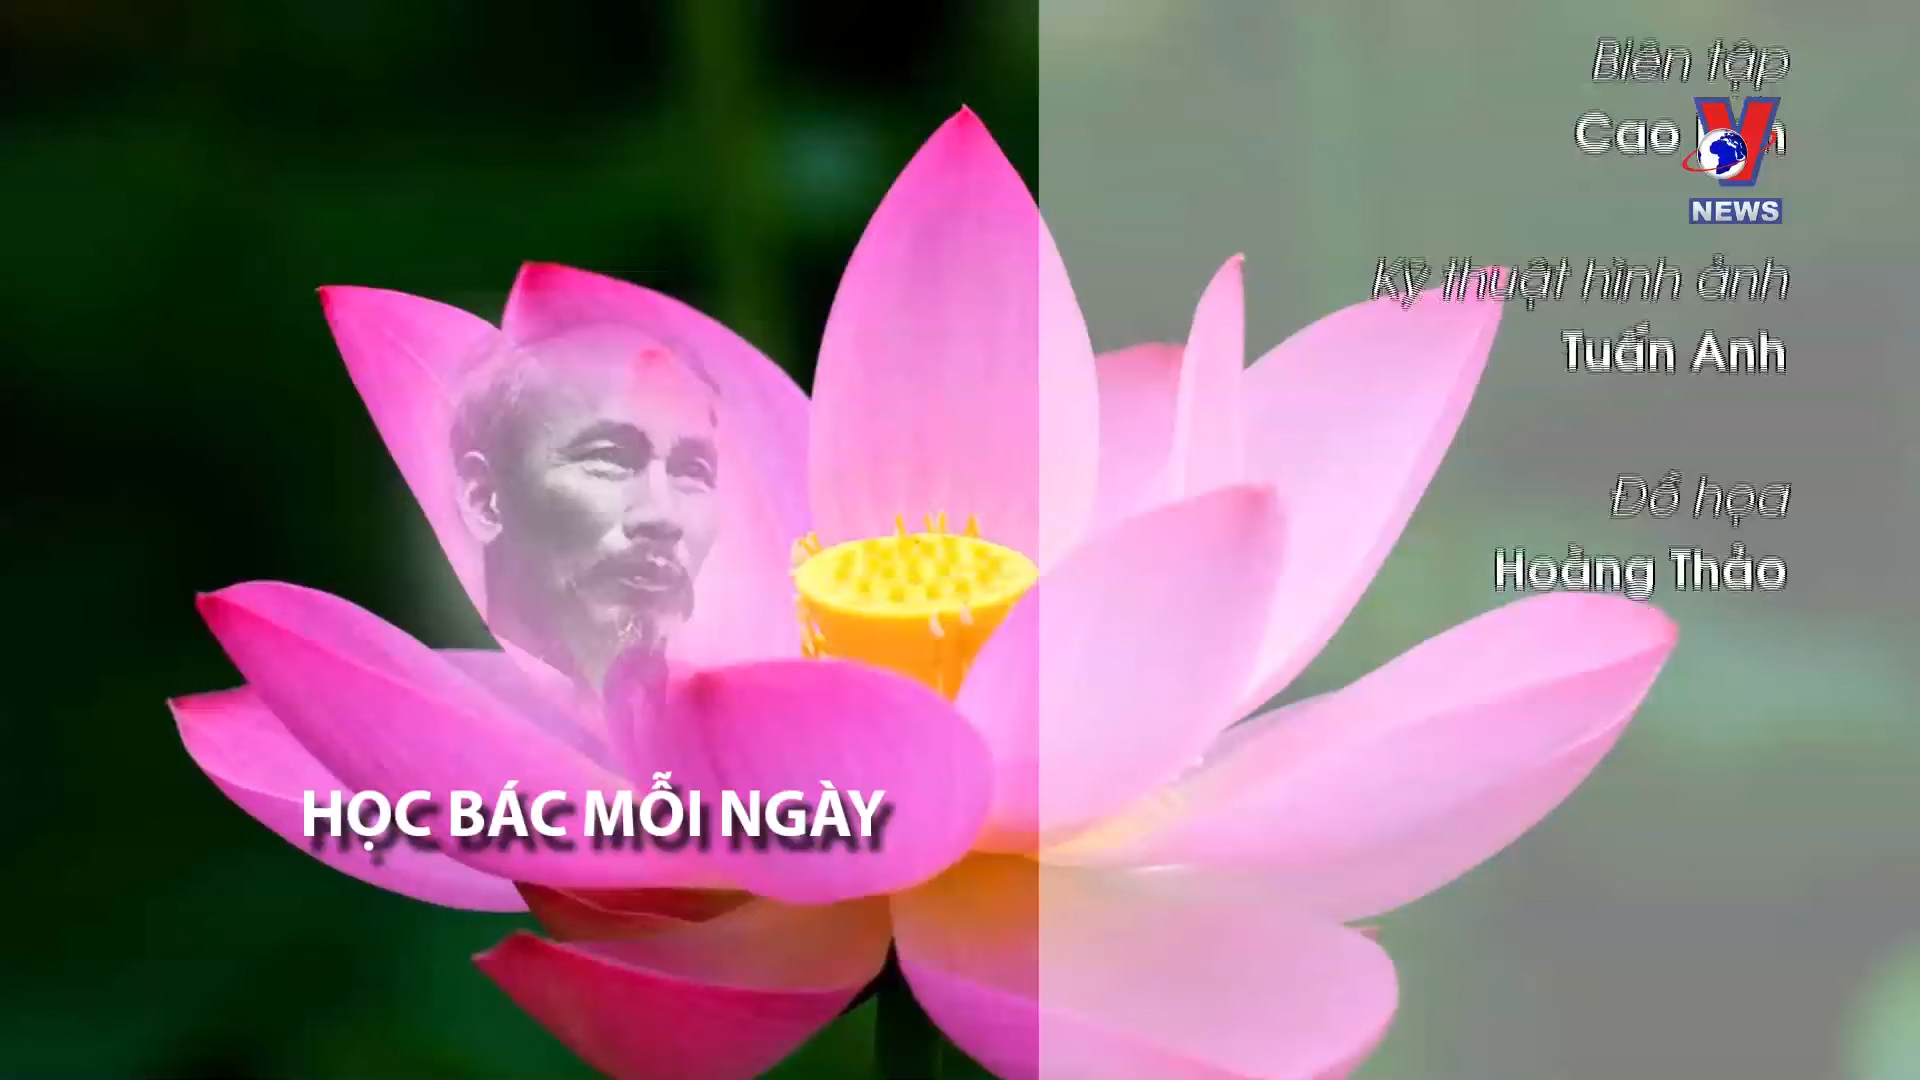 Biên tập
Cao
NEWS
Kỹ thuật hình ảnh
Tuấn Anh
Đồ họa
Hoàng Thảo
HỌC BÁC MỖI NGÀY